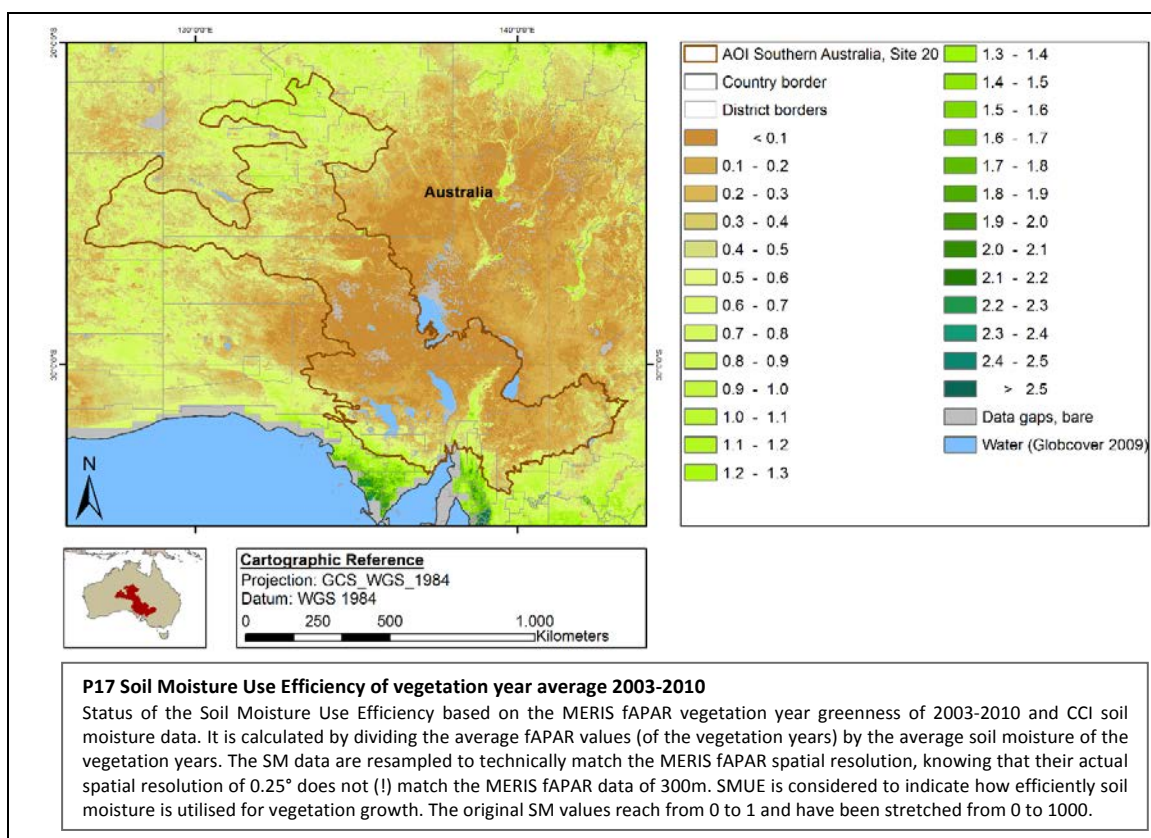 130°0'0"E 140°0'0"E
20°0'0"S
Australia
30°0'0"S
N
AOI Southern Australia, Site 20
Country border
District borders
< 0.1
0.1 - 0.2
0.2 - 0.3
0.3 - 0.4
0.4 - 0.5
0.5 - 0.6
0.6 - 0.7
0.7 - 0.8
0.8 - 0.9
0.9 - 1.0
1.0 - 1.1
1.1 - 1.2
1.2 - 1.3
1.3 - 1.4
1.4 - 1.5
1.5 - 1.6
1.6 - 1.7
1.7 - 1.8
1.8 - 1.9
1.9 - 2.0
2.0 - 2.1
2.1 - 2.2
2.2 - 2.3
2.3 - 2.4
2.4 - 2.5
> 2.5
Data gaps, bare
Water (Globcover 2009)
Cartographic Reference
Projection: GCS_WGS_1984
Datum: WGS 1984
0 250 500 1.000
Kilometers
P17 Soil Moisture Use Efficiency of vegetation year average 2003-2010
Status of the Soil Moisture Use Efficiency based on the MERIS fAPAR vegetation year greenness of 2003-2010 and CCI soil
moisture data. It is calculated by dividing the average fAPAR values (of the vegetation years) by the average soil moisture of the
vegetation years. The SM data are resampled to technically match the MERIS fAPAR spatial resolution, knowing that their actual
spatial resolution of 0.25° does not (!) match the MERIS fAPAR data of 300m. SMUE is considered to indicate how efficiently soil
moisture is utilised for vegetation growth. The original SM values reach from 0 to 1 and have been stretched from 0 to 1000.